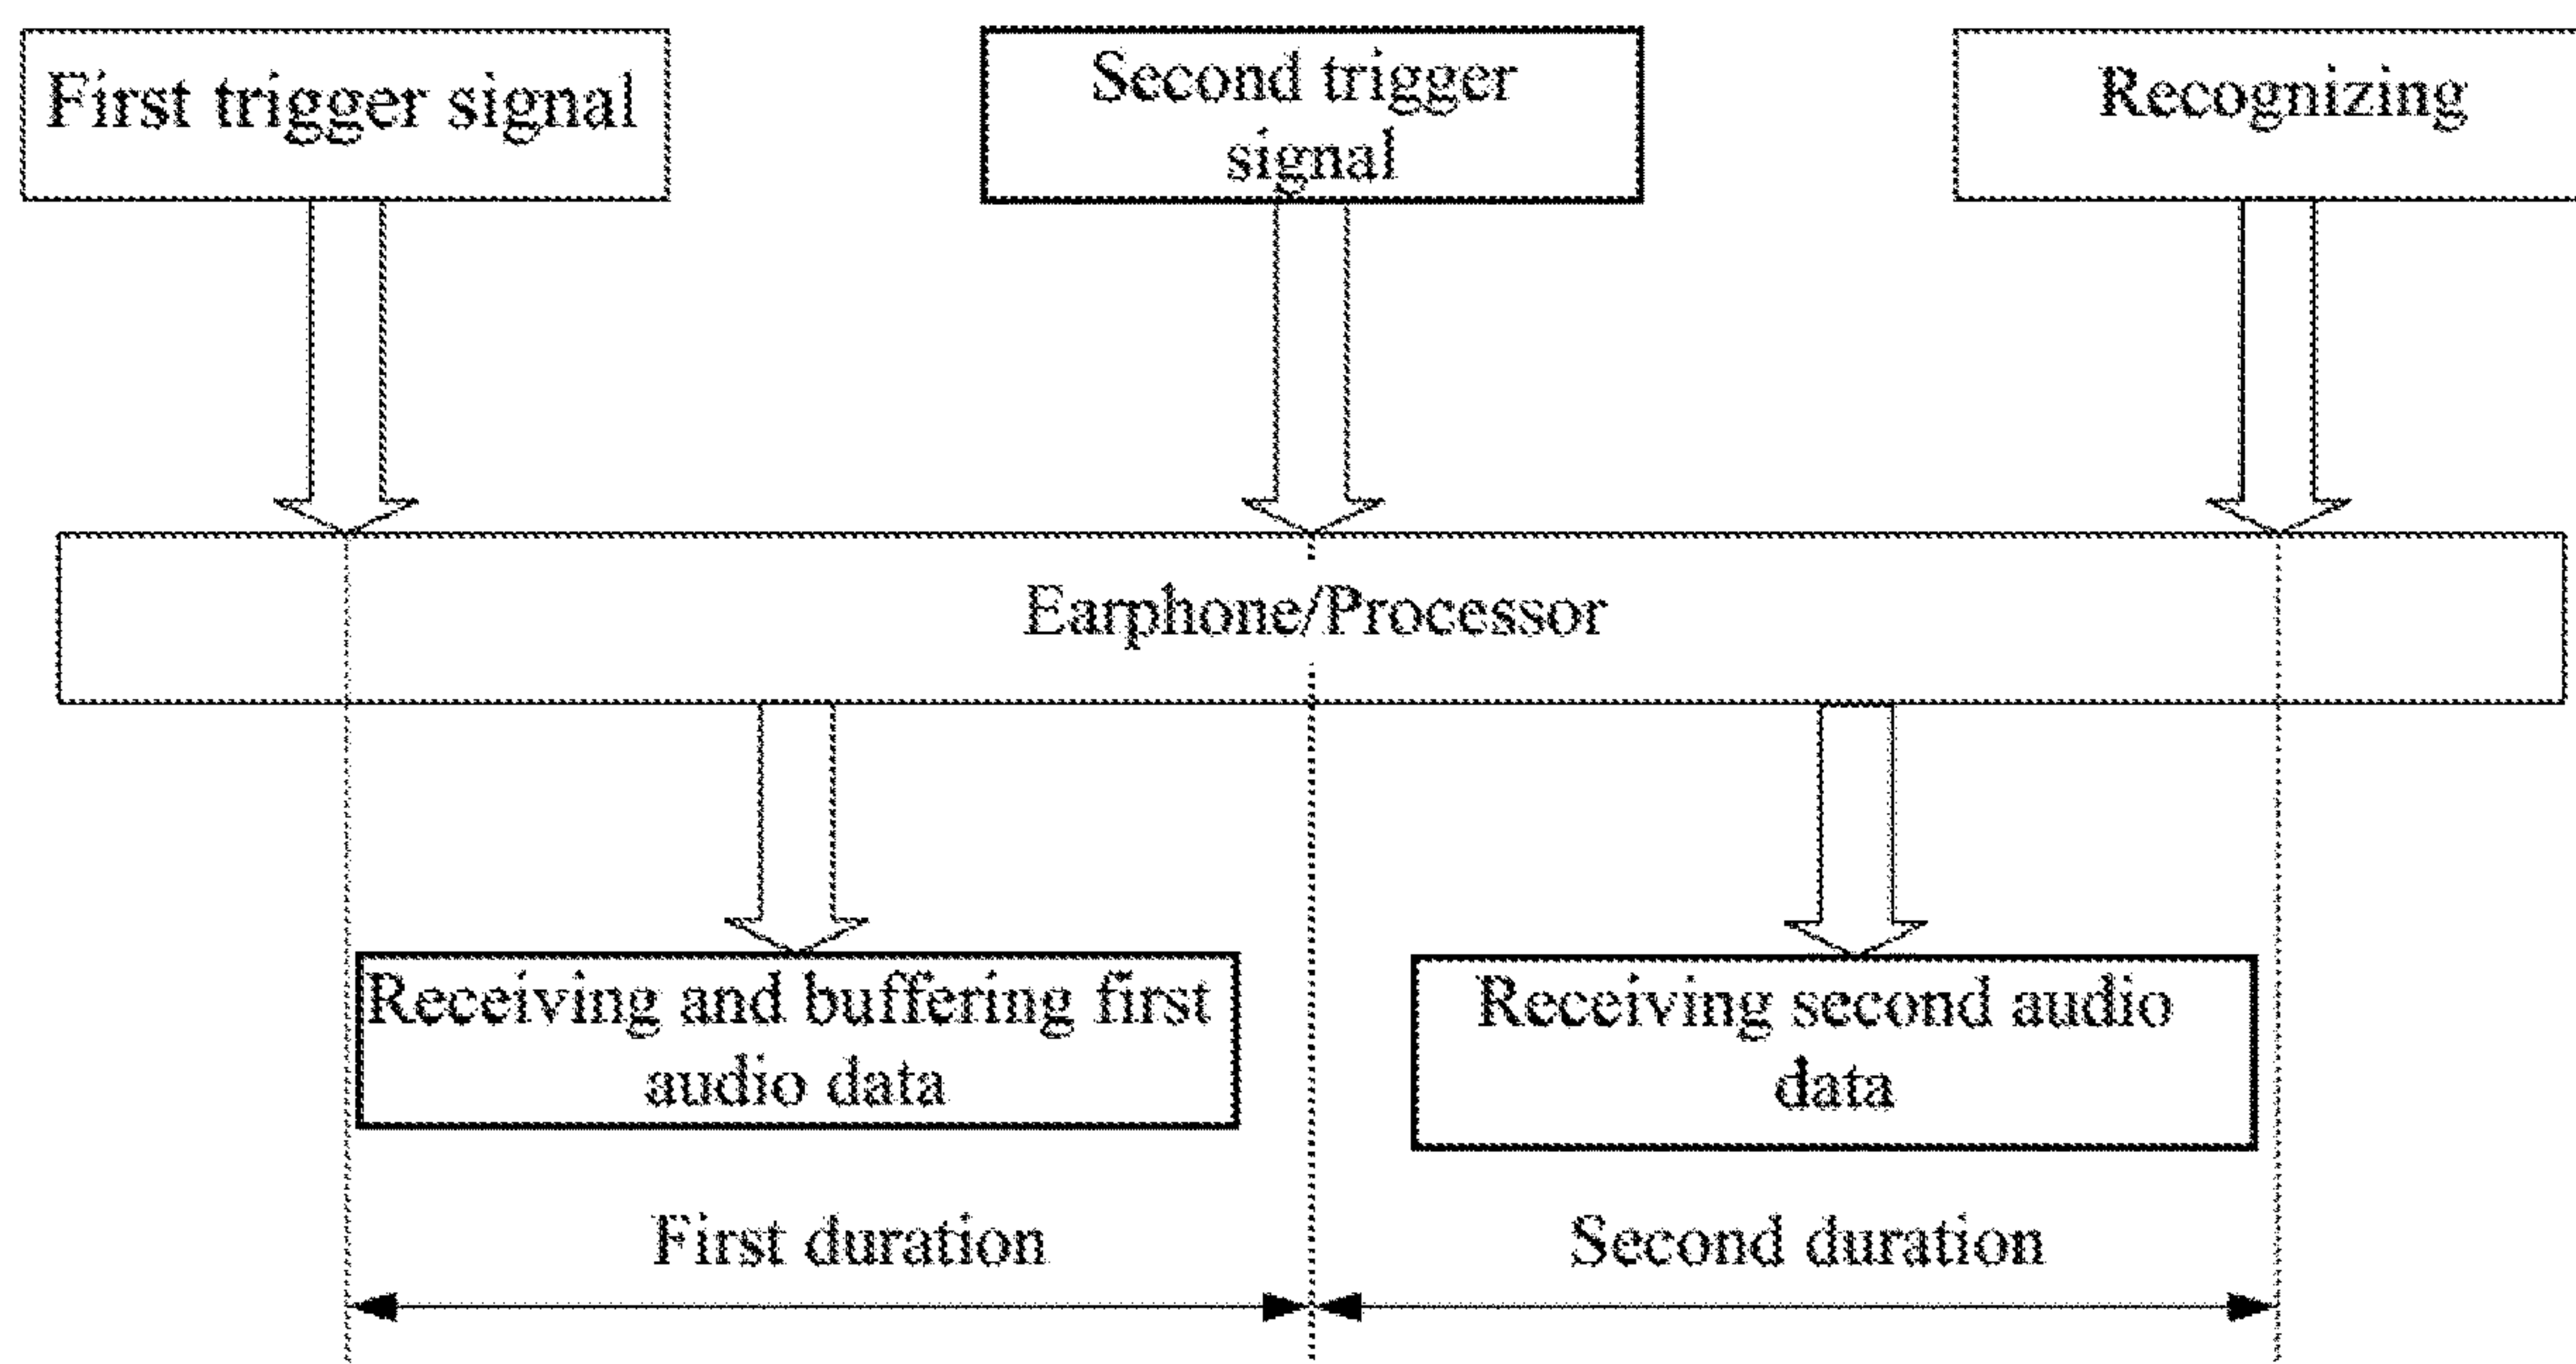 First trigger signal
Second trigger
signal
Recognizing
Earphone/Processor
Receiving and buffering first
audio data
Receiving second audio
data
First duration
Second duration